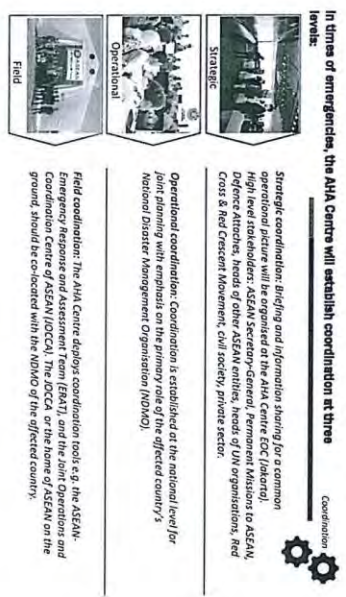 In times of emergencies, the AHA Centre will establish coordination at three
levels:
Coordination
Strategic
Strategic coordination: Briefing and information sharing for a common
operational picture will be organised at the AHA Centre EOC (Jakarta).
High level stakeholders: ASEAN Secretary-General, Permanent Missions to ASEAN,
Defence Attaches, heads of other ASEAN entities, heads of UN organisations, Red
Cross & Red Crescent Movement, civil society, private sector.
Operational
Operational coordination: Coordination is established at the national level for
joint planning with emphasis on the primary role of the affected country's
National Disaster Management Organisation (NDMO).
Field
Field coodination: The AHA Centre deploys coordination tools e.g. the ASEAN-
Emergency Response and Assessment Team (ERAT), and the Joint Operations and
Coordination Centre of ASEAN (JOCCA). The JOCCA or the home of ASEAN on the
ground, should be co-located with the NDMO of the affected country.